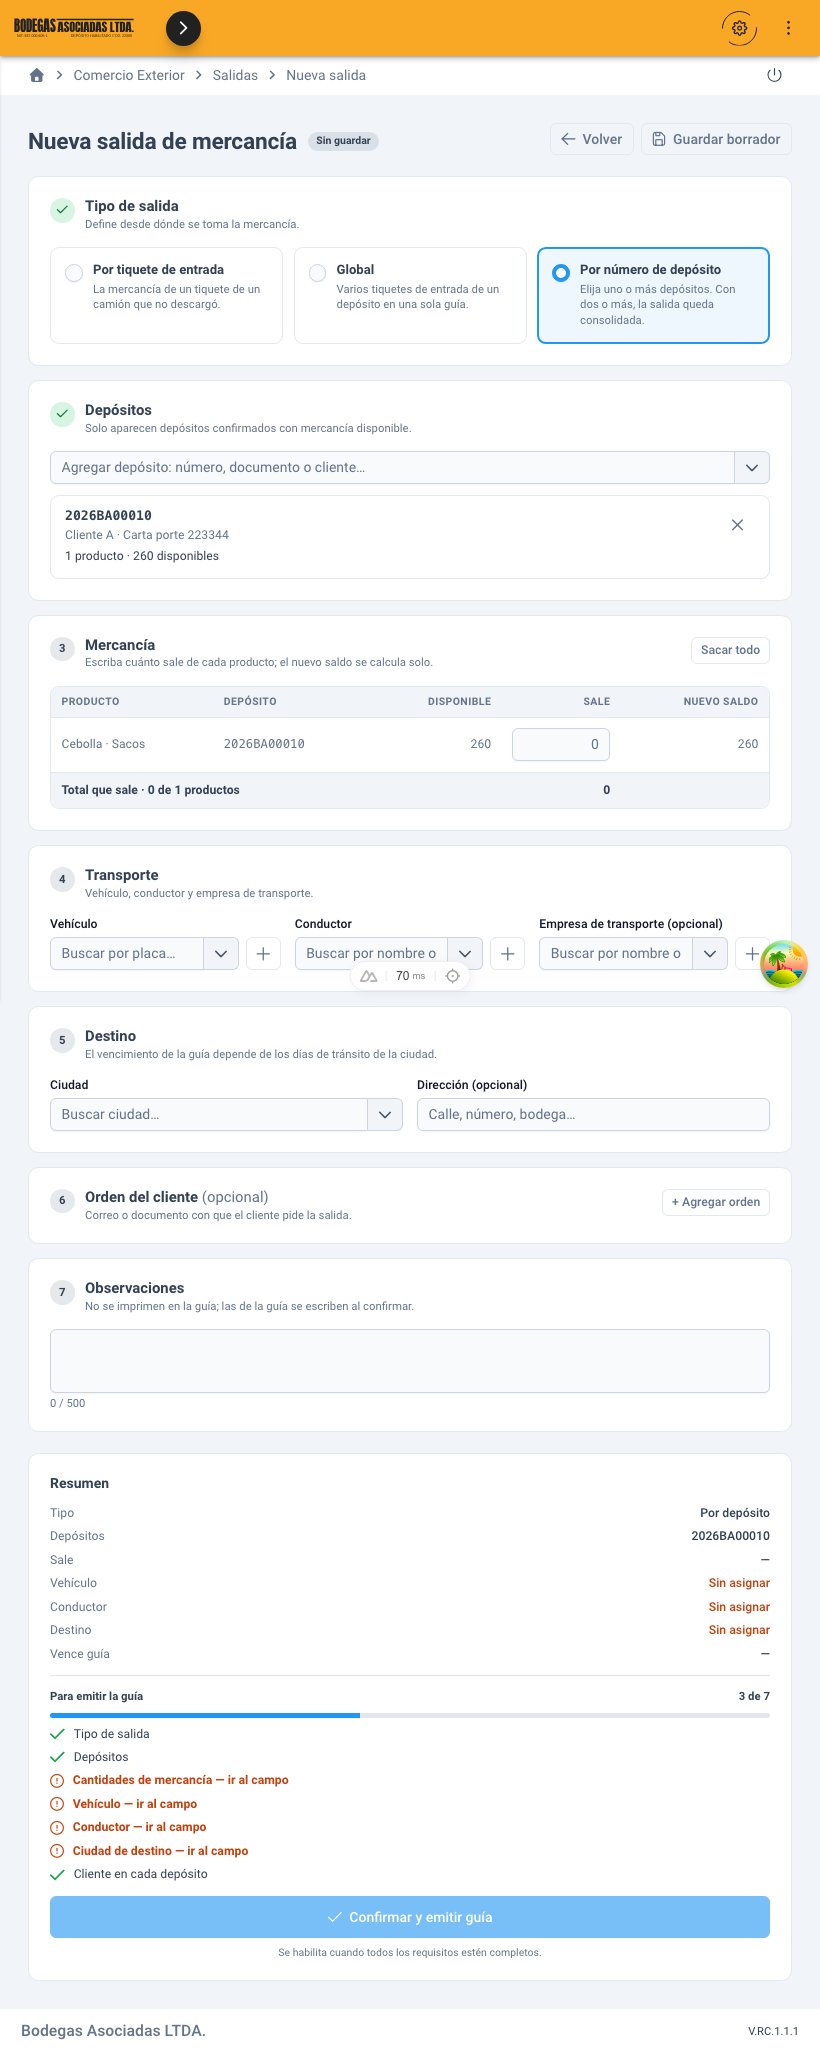 BODEGAS ASOCIADAS LTDA.
Comercio Exterior
Salidas
Nueva salida
Nueva salida de mercancía
Sin guardar
Volver
Guardar borrador
Tipo de salida
Define desde dónde se toma la mercancía.
Por tiquete de entrada
La mercancía de un tiquete de un
camión que no descargó.
Global
Varios tiquetes de entrada de un
depósito en una sola guía.
Por número de depósito
Elija uno o más depósitos. Con
dos o más, la salida queda
consolidada.
Depósitos
Solo aparecen depósitos confirmados con mercancía disponible.
Agregar depósito: número, documento o cliente...
2026BA00010
Cliente A · Carta porte 223344
1 producto · 260 disponibles
3
Mercancía
Escriba cuánto sale de cada producto; el nuevo saldo se calcula solo.
Sacar todo
PRODUCTO DEPÓSITO DISPONIBLE SALE NUEVO SALDO
Cebolla · Sacos 2026BA00010 260 0 260
Total que sale · 0 de 1 productos 0
4
Transporte
Vehículo, conductor y empresa de transporte.
Vehículo
Buscar por placa...
Conductor
Buscar por nombre o
Empresa de transporte (opcional)
Buscar por nombre o
70 ms
5
Destino
El vencimiento de la guía depende de los días de tránsito de la ciudad.
Ciudad
Buscar ciudad...
Dirección (opcional)
Calle, número, bodega...
6
Orden del cliente (opcional)
Correo o documento con que el cliente pide la salida.
+ Agregar orden
7
Observaciones
No se imprimen en la guía; las de la guía se escriben al confirmar.
0 / 500
Resumen
Tipo Por depósito
Depósitos 2026BA00010
Sale —
Vehículo Sin asignar
Conductor Sin asignar
Destino Sin asignar
Vence guía —
Para emitir la guía 3 de 7
Tipo de salida
Depósitos
Cantidades de mercancía — ir al campo
Vehículo — ir al campo
Conductor — ir al campo
Ciudad de destino — ir al campo
Cliente en cada depósito
Confirmar y emitir guía
Se habilita cuando todos los requisitos estén completos.
Bodegas Asociadas LTDA.
V.RC.1.1.1